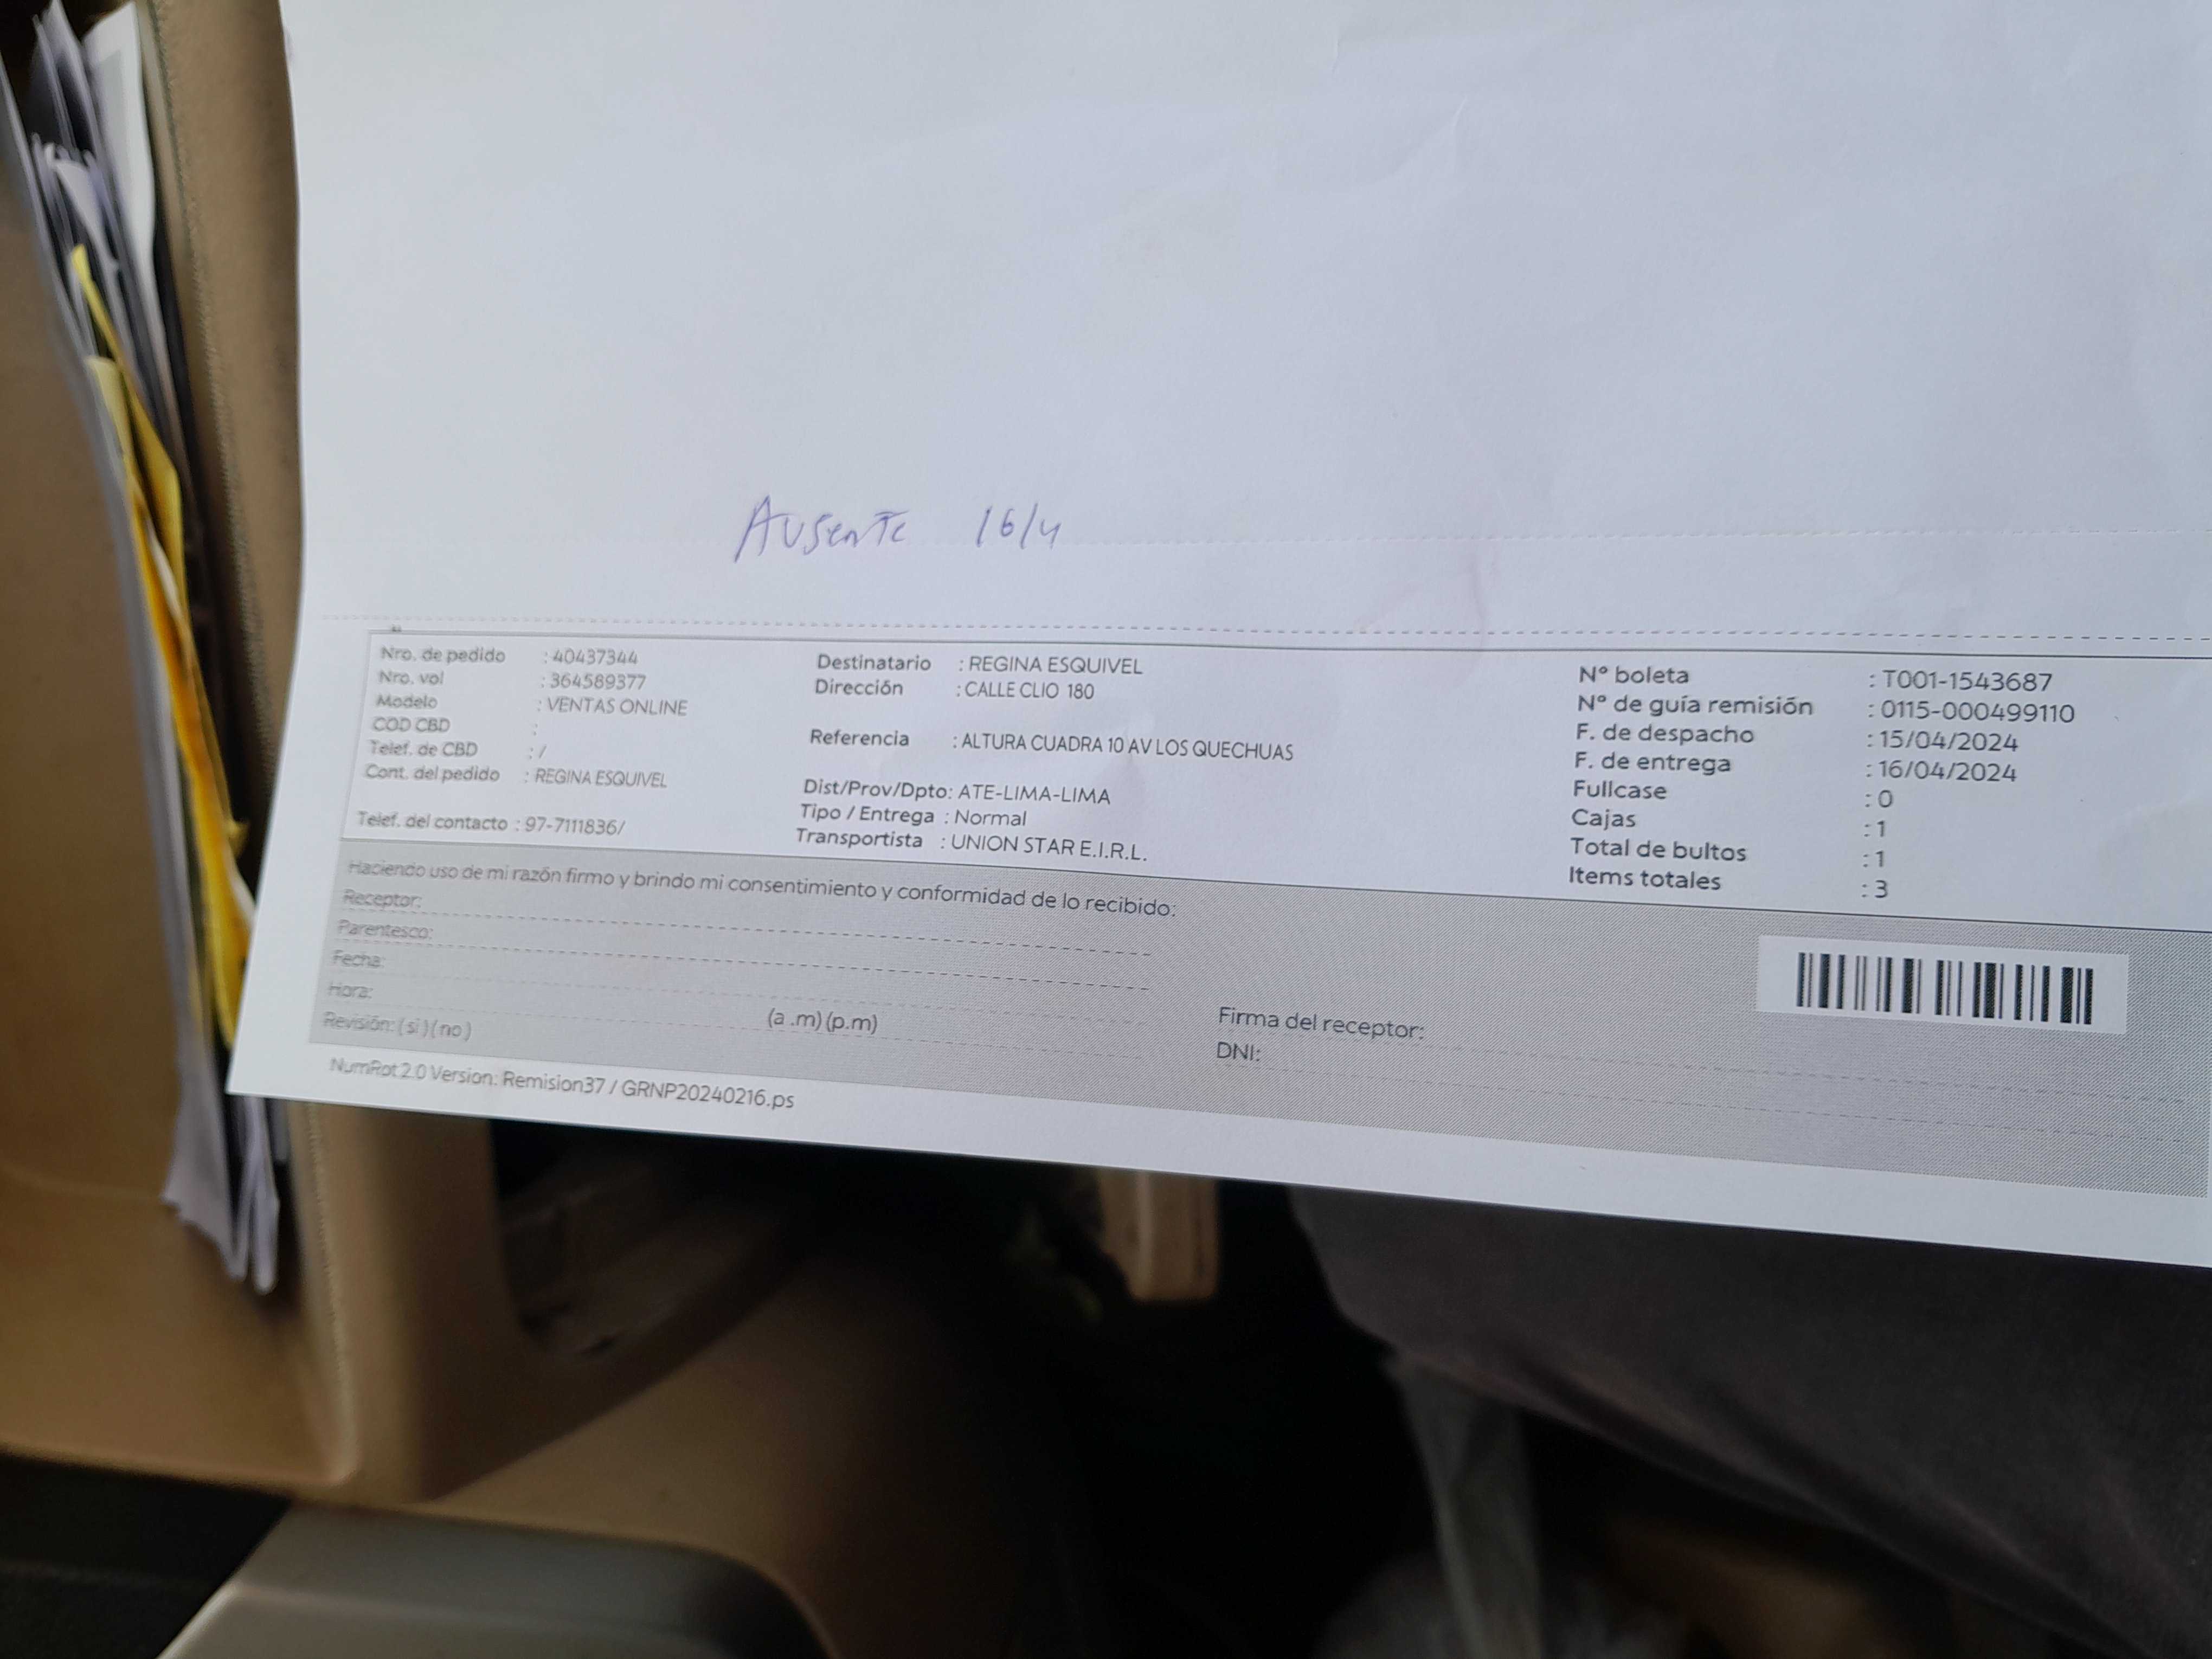 Ausente 16/4
Nro. de pedido : 40437344
Nro. vol : 364589377
Modelo : VENTAS ONLINE
COD CBD :
Telef. de CBD : /
Cont. del pedido : REGINA ESQUIVEL
Telef. del contacto : 97-7111836/
Destinatario : REGINA ESQUIVEL
Dirección : CALLE CLIO 180
Referencia : ALTURA CUADRA 10 AV LOS QUECHUAS
Dist/Prov/Dpto: ATE-LIMA-LIMA
Tipo / Entrega : Normal
Transportista : UNION STAR E.I.R.L.
N° boleta : T001-1543687
N° de guía remisión : 0115-000499110
F. de despacho : 15/04/2024
F. de entrega : 16/04/2024
Fullcase : 0
Cajas : 1
Total de bultos : 1
Items totales : 3
Haciendo uso de mi razón firmo y brindo mi consentimiento y conformidad de lo recibido:
Receptor:
Parentesco:
Fecha:
Hora: (a .m) (p.m)
Revisión: ( si ) ( no )
Firma del receptor:
DNI:
NumRot 2.0 Version: Remision37 / GRNP20240216.ps